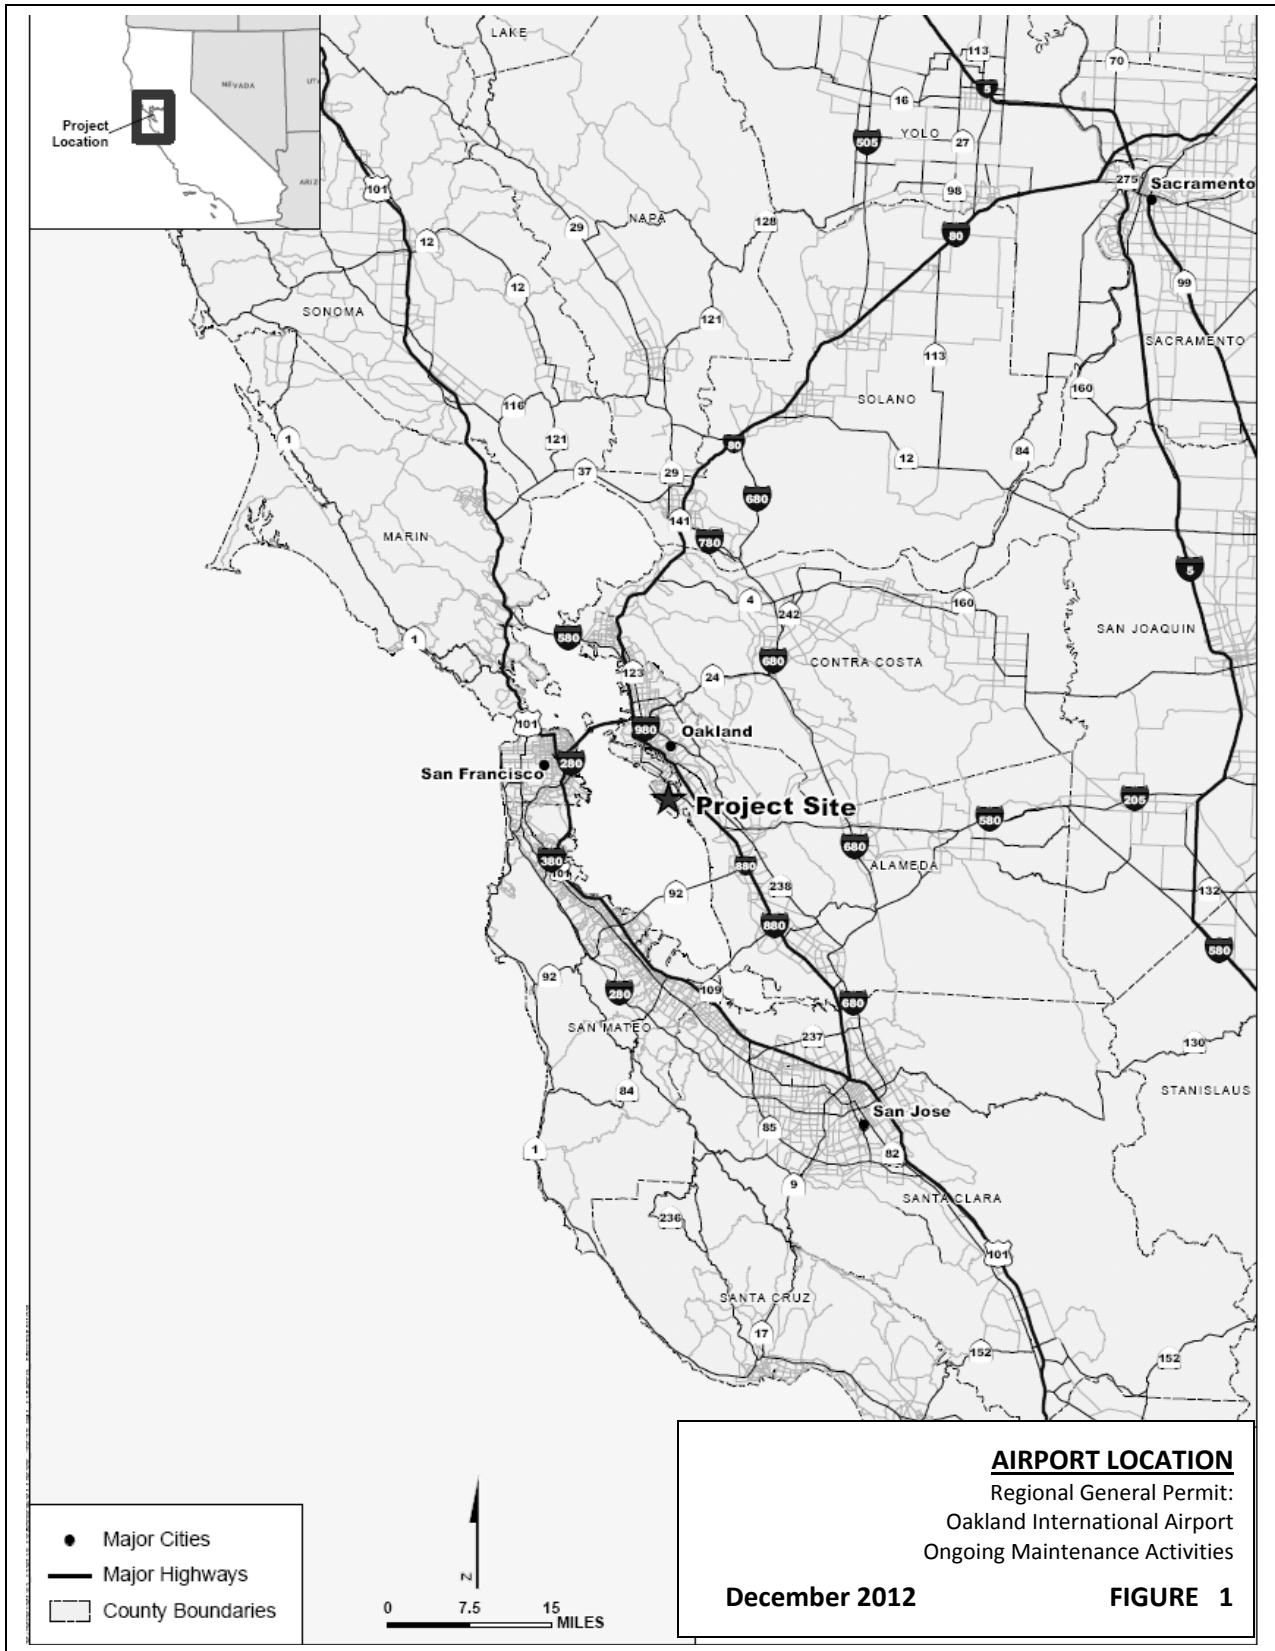 LAKE
113
70
5
16
NEVADA
YOLO
505
27
Project
Location
275
Sacramento
101
98
NAPA
128
29
12
80
12
99
SONOMA
121
SACRAMENTO
113
160
116
SOLANO
1
121
80
84
12
37
29
680
141
MARIN
780
5
4
160
242
1
580
SAN JOAQUIN
680
CONTRA COSTA
123
24
101
980
Oakland
280
San Francisco
205
Project Site
580
680
380
880
ALAMEDA
101
92
238
132
880
580
92
280
109
680
SAN MATEO
237
130
84
STANISLAUS
San Jose
85
1
82
9
SANTA CLARA
236
101
SANTA CRUZ
17
152
152
AIRPORT LOCATION
Regional General Permit:
Oakland International Airport
Ongoing Maintenance Activities
December 2012 FIGURE 1
Major Cities
Major Highways
County Boundaries
N
0 7.5 15
MILES